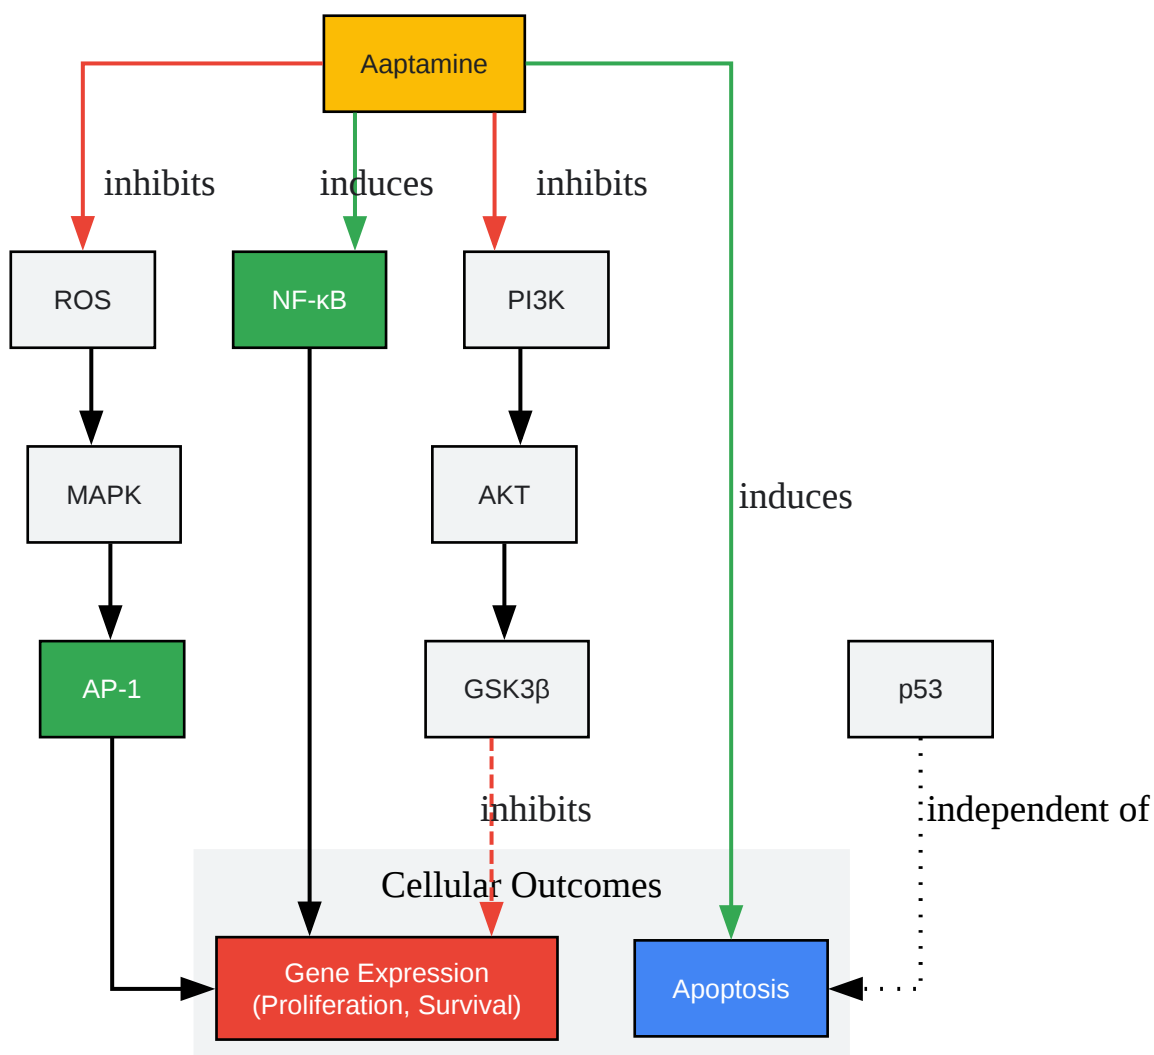 Aaptamine
inhibits
induces
inhibits
ROS
NF-κB
PI3K
MAPK
AKT
induces
AP-1
GSK3β
p53
inhibits
independent of
Cellular Outcomes
Gene Expression
(Proliferation, Survival)
Apoptosis